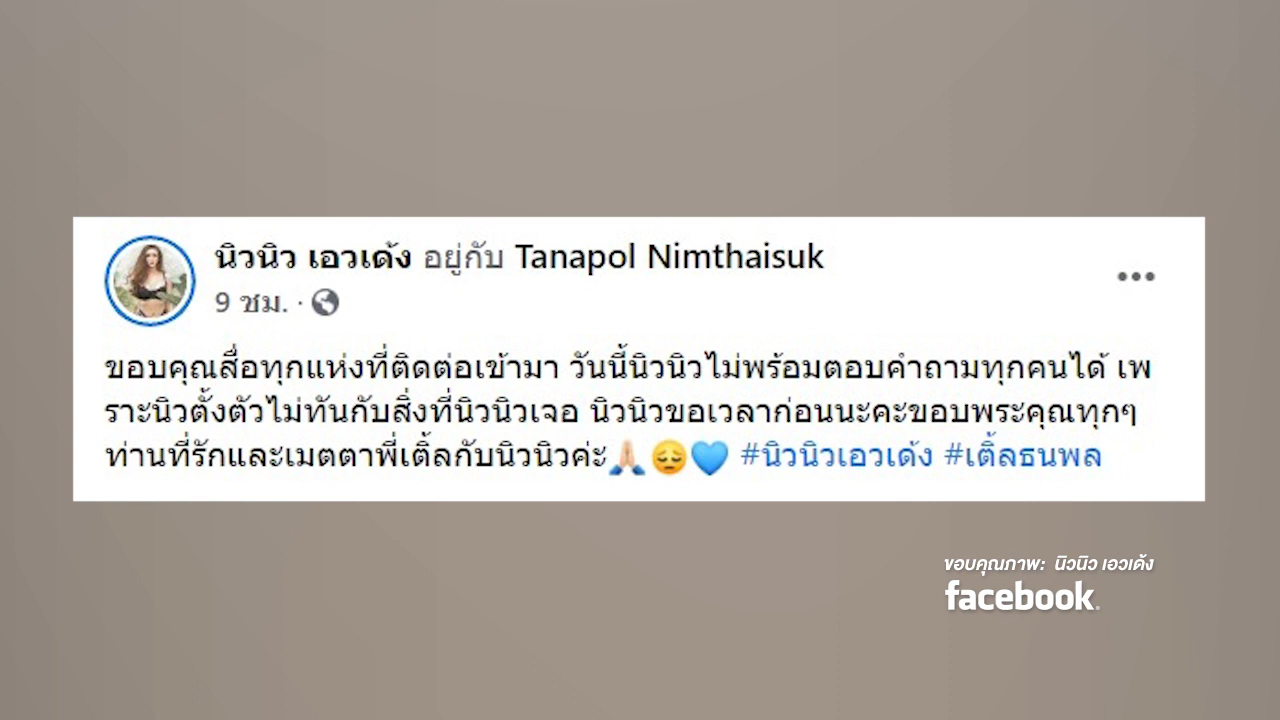 นิวนิว เอวเด้ง อยู่กับ Tanapol Nimthaisuk
9 ชม. ·
ขอบคุณสื่อทุกแห่งที่ติดต่อเข้ามา วันนี้นิวนิวไม่พร้อมตอบคำถามทุกคนได้ เพ
ราะนิวตั้งตัวไม่ทันกับสิ่งที่นิวนิวเจอ นิวนิวขอเวลาก่อนนะคะขอบพระคุณทุกๆ
ท่านที่รักและเมตตาพี่เติ้ลกับนิวนิวค่ะ🙏🏻😔💙 #นิวนิวเอวเด้ง #เติ้ลธนพล
ขอบคุณภาพ: นิวนิว เอวเด้ง
facebook